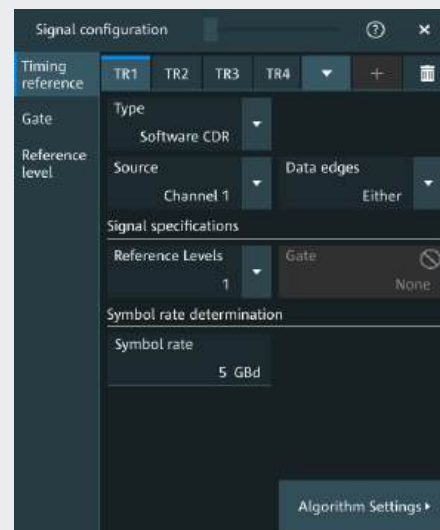 Signal configuration
Timing reference
TR1 TR2 TR3 TR4
Gate
Reference level
Type
Software CDR
Source
Channel 1
Data edges
Either
Signal specifications
Reference Levels
1
Gate
None
Symbol rate determination
Symbol rate
5 GBd
Algorithm Settings